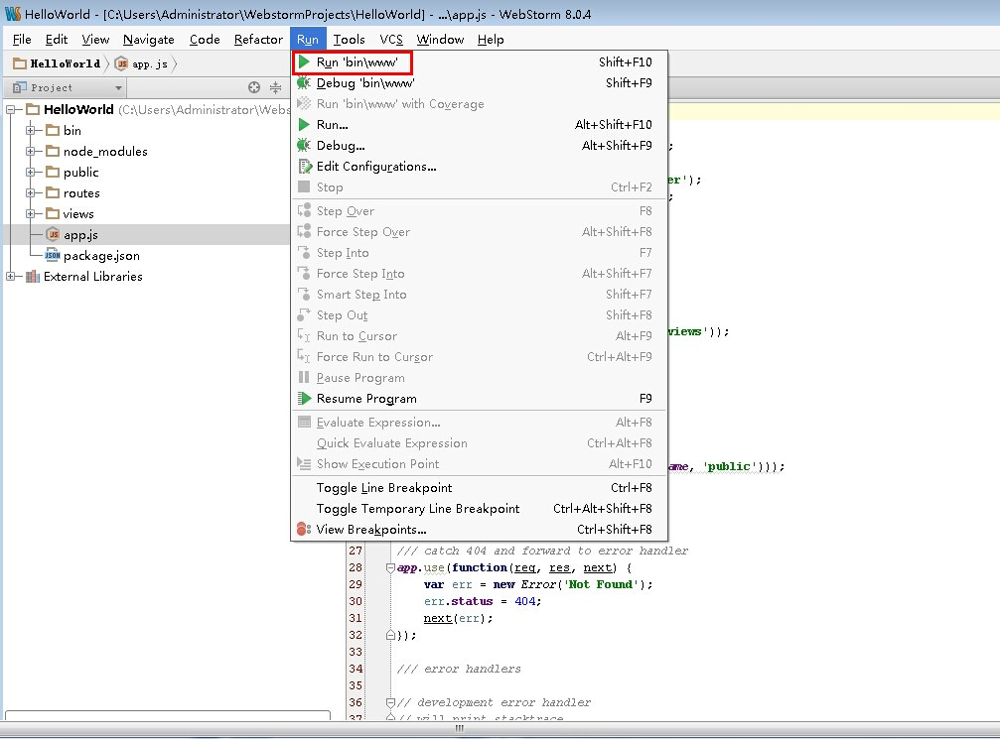 HelloWorld - [C:\Users\Administrator\WebstormProjects\HelloWorld] - ...\app.js - WebStorm 8.0.4
File Edit View Navigate Code Refactor Run Tools VCS Window Help
HelloWorld app.js
Project
HelloWorld (C:\Users\Administrator\Webs
bin
node_modules
public
routes
views
app.js
package.json
External Libraries
Run 'bin\www' Shift+F10
Debug 'bin\www' Shift+F9
Run 'bin\www' with Coverage
Run... Alt+Shift+F10
Debug... Alt+Shift+F9
Edit Configurations...
Stop Ctrl+F2
Step Over F8
Force Step Over Alt+Shift+F8
Step Into F7
Force Step Into Alt+Shift+F7
Smart Step Into Shift+F7
Step Out Shift+F8
Run to Cursor Alt+F9
Force Run to Cursor Ctrl+Alt+F9
Pause Program
Resume Program F9
Evaluate Expression... Alt+F8
Quick Evaluate Expression Ctrl+Alt+F8
Show Execution Point Alt+F10
Toggle Line Breakpoint Ctrl+F8
Toggle Temporary Line Breakpoint Ctrl+Alt+Shift+F8
View Breakpoints... Ctrl+Shift+F8
;
er');
;
views'));
ame, 'public')));
27 /// catch 404 and forward to error handler
28 app.use(function(req, res, next) {
29 var err = new Error('Not Found');
30 err.status = 404;
31 next(err);
32 });
33
34 /// error handlers
35
36 // development error handler
37 // will print stacktrace